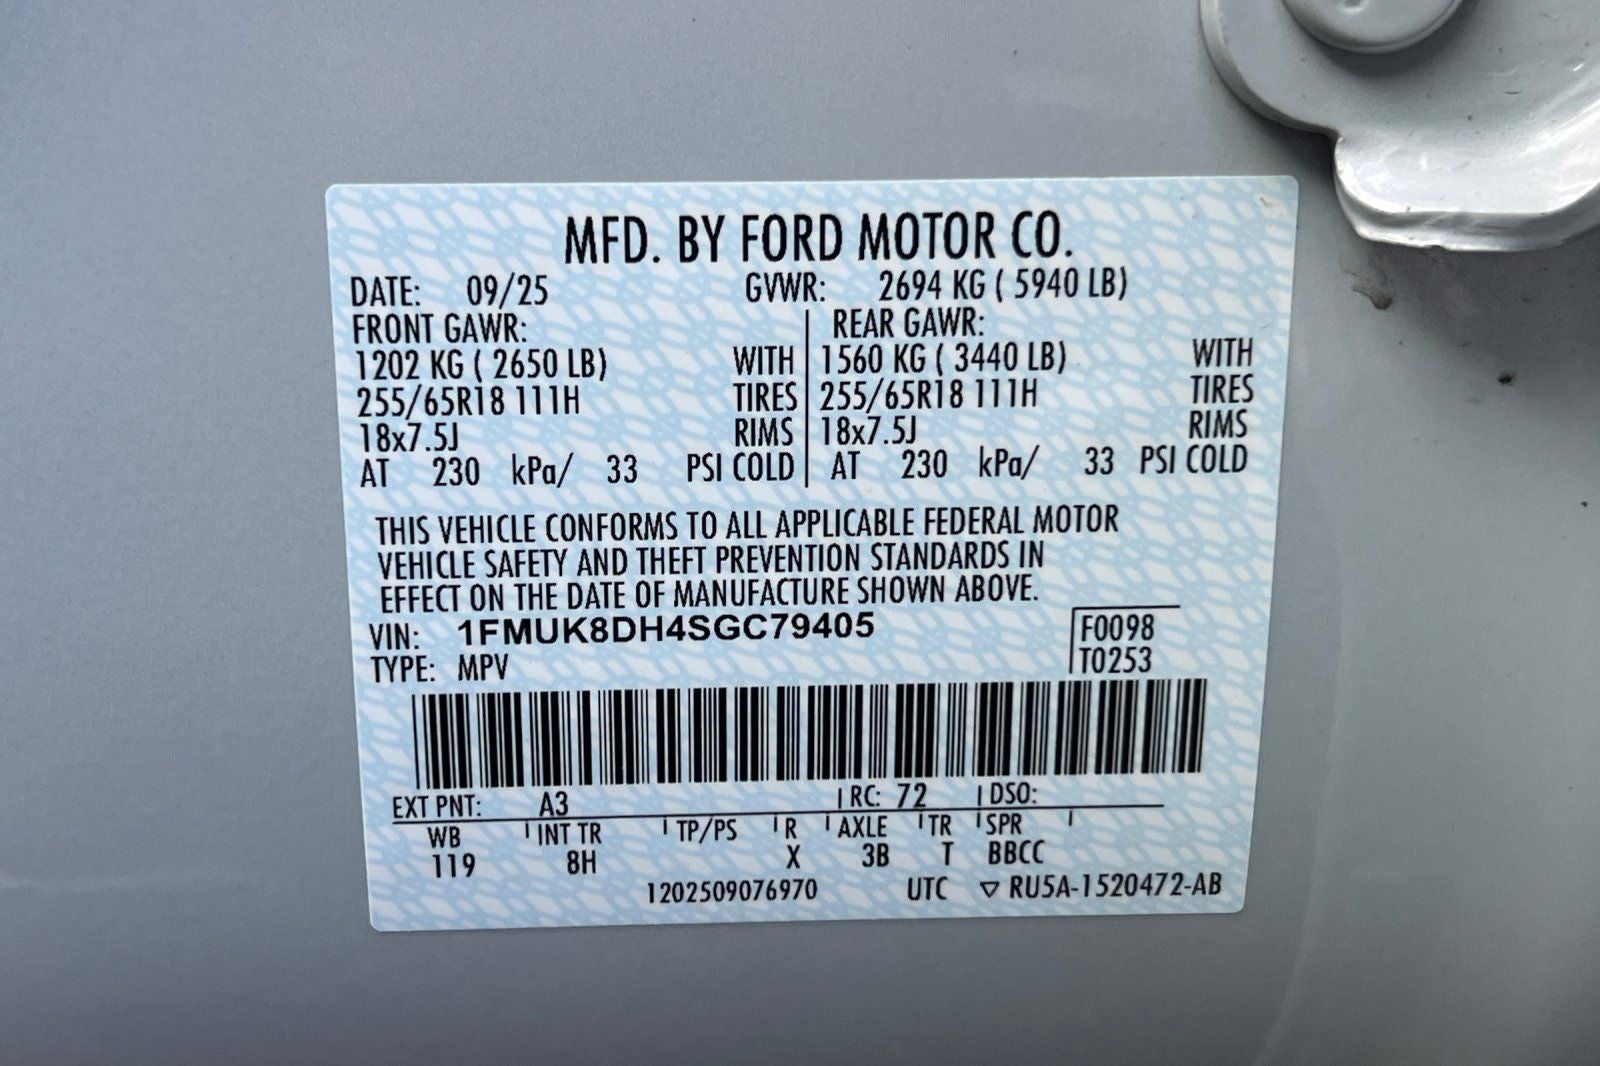 MFD. BY FORD MOTOR CO.
DATE: 09/25 GVWR: 2694 KG ( 5940 LB)
FRONT GAWR: REAR GAWR:
1202 KG ( 2650 LB) WITH 1560 KG ( 3440 LB) WITH
255/65R18 111H TIRES 255/65R18 111H TIRES
18x7.5J RIMS 18x7.5J RIMS
AT 230 kPa/ 33 PSI COLD AT 230 kPa/ 33 PSI COLD
THIS VEHICLE CONFORMS TO ALL APPLICABLE FEDERAL MOTOR
VEHICLE SAFETY AND THEFT PREVENTION STANDARDS IN
EFFECT ON THE DATE OF MANUFACTURE SHOWN ABOVE.
VIN: 1FMUK8DH4SGC79405 F0098
TYPE: MPV T0253
EXT PNT: A3 RC: 72 DSO:
WB INT TR TP/PS R AXLE TR SPR
119 8H X 3B T BBCC
1202509076970 UTC ▽ RU5A-1520472-AB